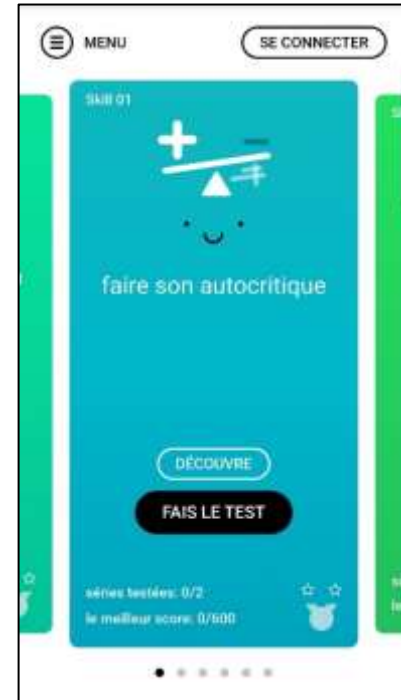 MENU
SE CONNECTER
Skill 01
faire son autocritique
DÉCOUVRE
FAIS LE TEST
séries testées: 0/2
le meilleur score: 0/600